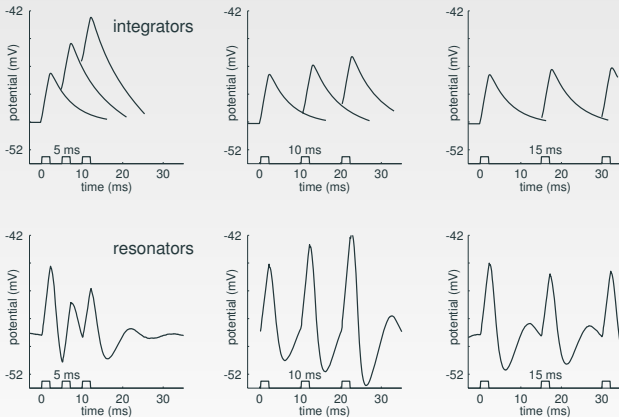 -42
integrators
potential (mV)
-52
5 ms
0 10 20 30
time (ms)
-42
potential (mV)
-52
10 ms
0 10 20 30
time (ms)
-42
potential (mV)
-52
15 ms
0 10 20 30
time (ms)
-42
resonators
potential (mV)
-52
5 ms
0 10 20 30
time (ms)
-42
potential (mV)
-52
10 ms
0 10 20 30
time (ms)
-42
potential (mV)
-52
15 ms
0 10 20 30
time (ms)